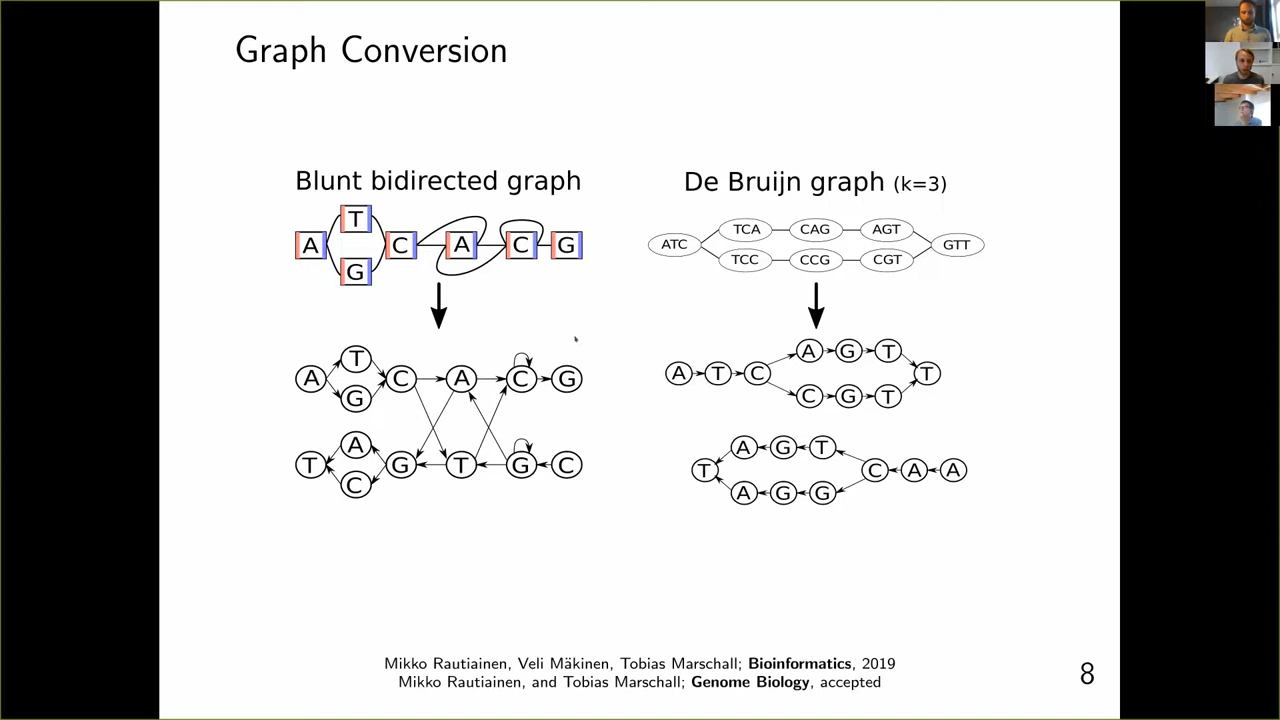 Graph Conversion
Blunt bidirected graph
T
A C A C G
G
T
A C A C G
G
A
T G T G C
C
De Bruijn graph (k=3)
TCA CAG AGT
ATC GTT
TCC CCG CGT
A G T
A T C T
C G T
A G T
T C A A
A G G
Mikko Rautiainen, Veli Mäkinen, Tobias Marschall; Bioinformatics, 2019
Mikko Rautiainen, and Tobias Marschall; Genome Biology, accepted
8